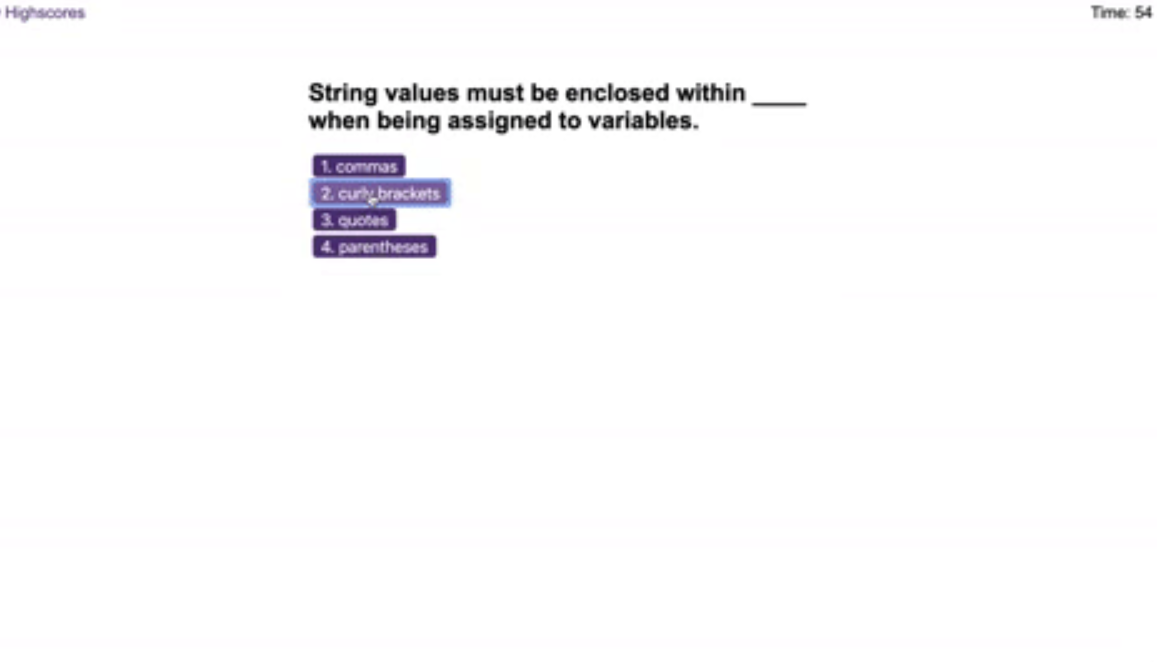 Highscores
Time: 54
String values must be enclosed within ____
when being assigned to variables.
1. commas
2. curly brackets
3. quotes
4. parentheses